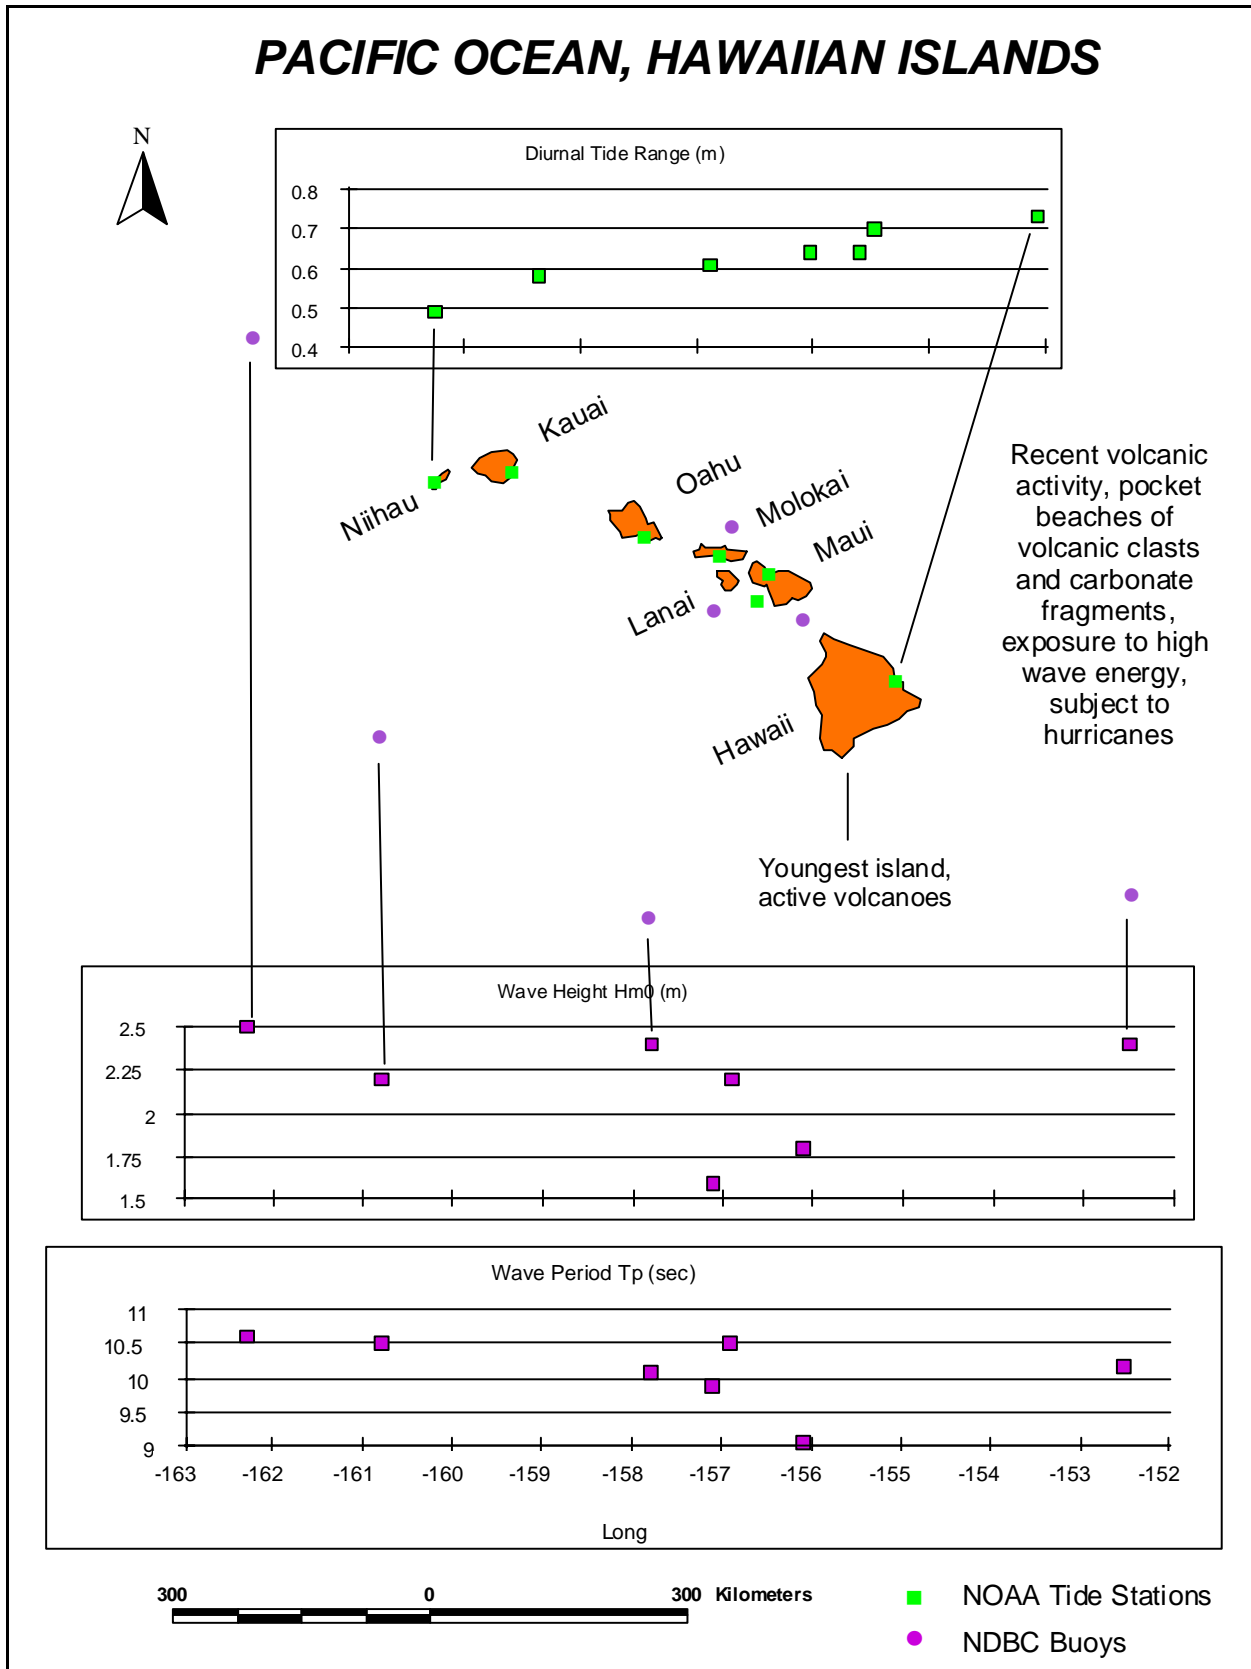 PACIFIC OCEAN, HAWAIIAN ISLANDS
N
Diurnal Tide Range (m)
0.8
0.7
0.6
0.5
0.4
Kauai
Niihau
Oahu
Molokai
Maui
Lanai
Hawaii
Recent volcanic
activity, pocket
beaches of
volcanic clasts
and carbonate
fragments,
exposure to high
wave energy,
subject to
hurricanes
Youngest island,
active volcanoes
Wave Height Hm0 (m)
2.5
2.25
2
1.75
1.5
Wave Period Tp (sec)
11
10.5
10
9.5
9
-163 -162 -161 -160 -159 -158 -157 -156 -155 -154 -153 -152
Long
300 0 300 Kilometers
NOAA Tide Stations
NDBC Buoys